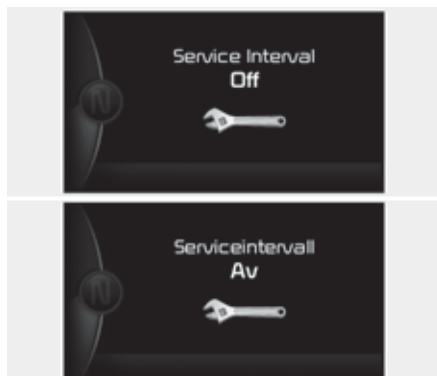 Service Interval
Off
N
Serviceintervall
Av
N